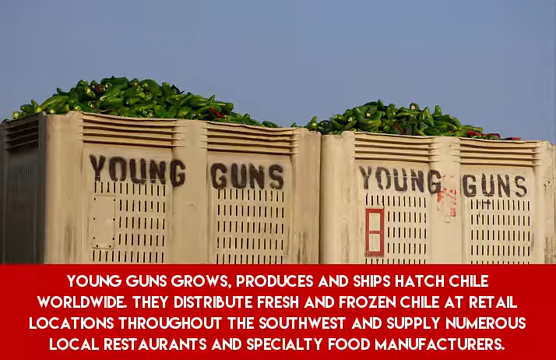 YOUNG GUNS YOUNG GUNS
YOUNG GUNS GROWS, PRODUCES AND SHIPS HATCH CHILE
WORLDWIDE. THEY DISTRIBUTE FRESH AND FROZEN CHILE AT RETAIL
LOCATIONS THROUGHOUT THE SOUTHWEST AND SUPPLY NUMEROUS
LOCAL RESTAURANTS AND SPECIALTY FOOD MANUFACTURERS.